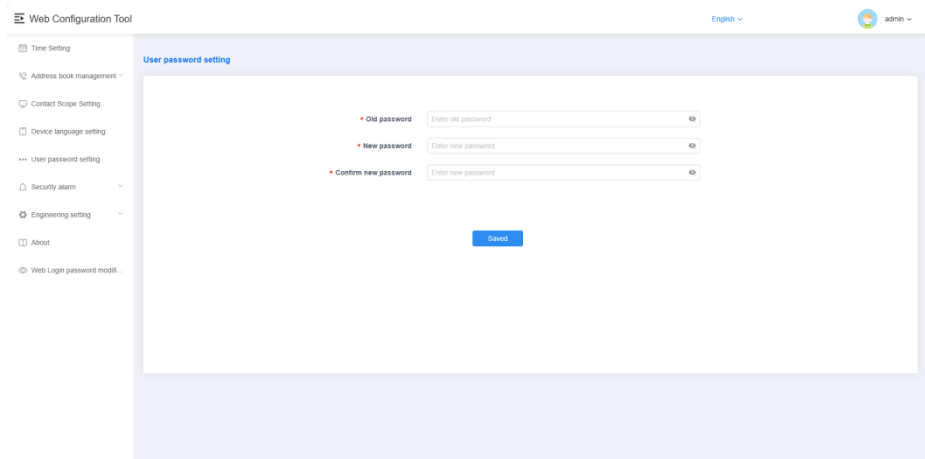 Web Configuration Tool
English
admin
Time Setting
Address book management
Contact Scope Setting
Device language setting
User password setting
Security alarm
Engineering setting
About
Web Login password modifi...
User password setting
* Old password
Enter old password
* New password
Enter new password
* Confirm new password
Enter new password
Saved